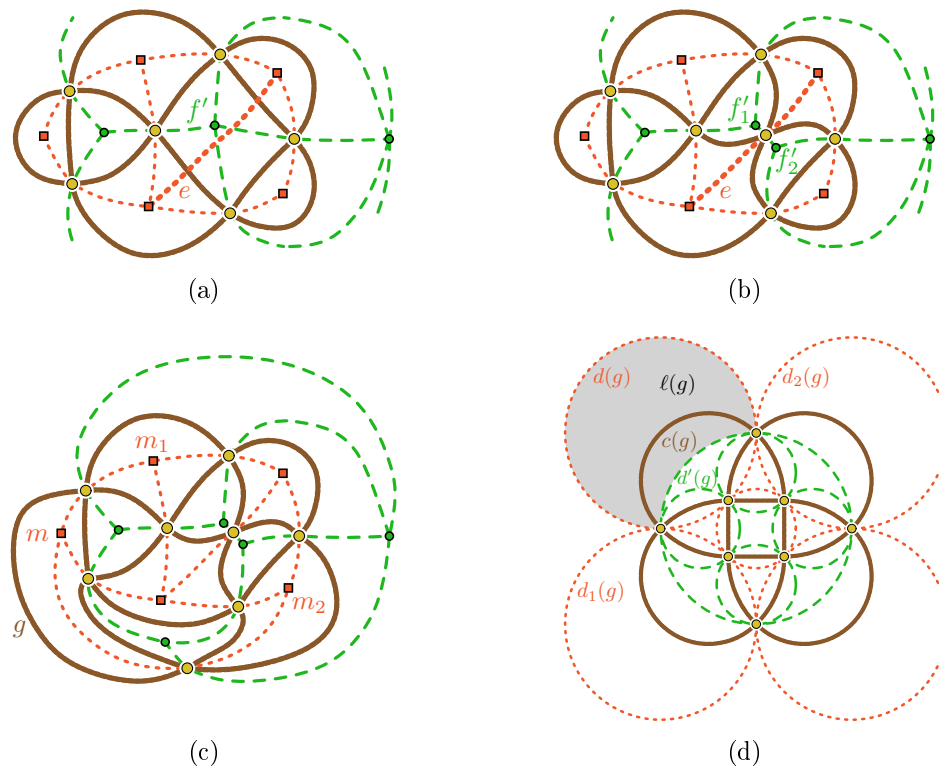 f′
e
(a)
f′₁
f′₂
e
(b)
m₁
m
m₂
g
(c)
d(g)
ℓ(g)
d₂(g)
c(g)
d′(g)
d₁(g)
(d)